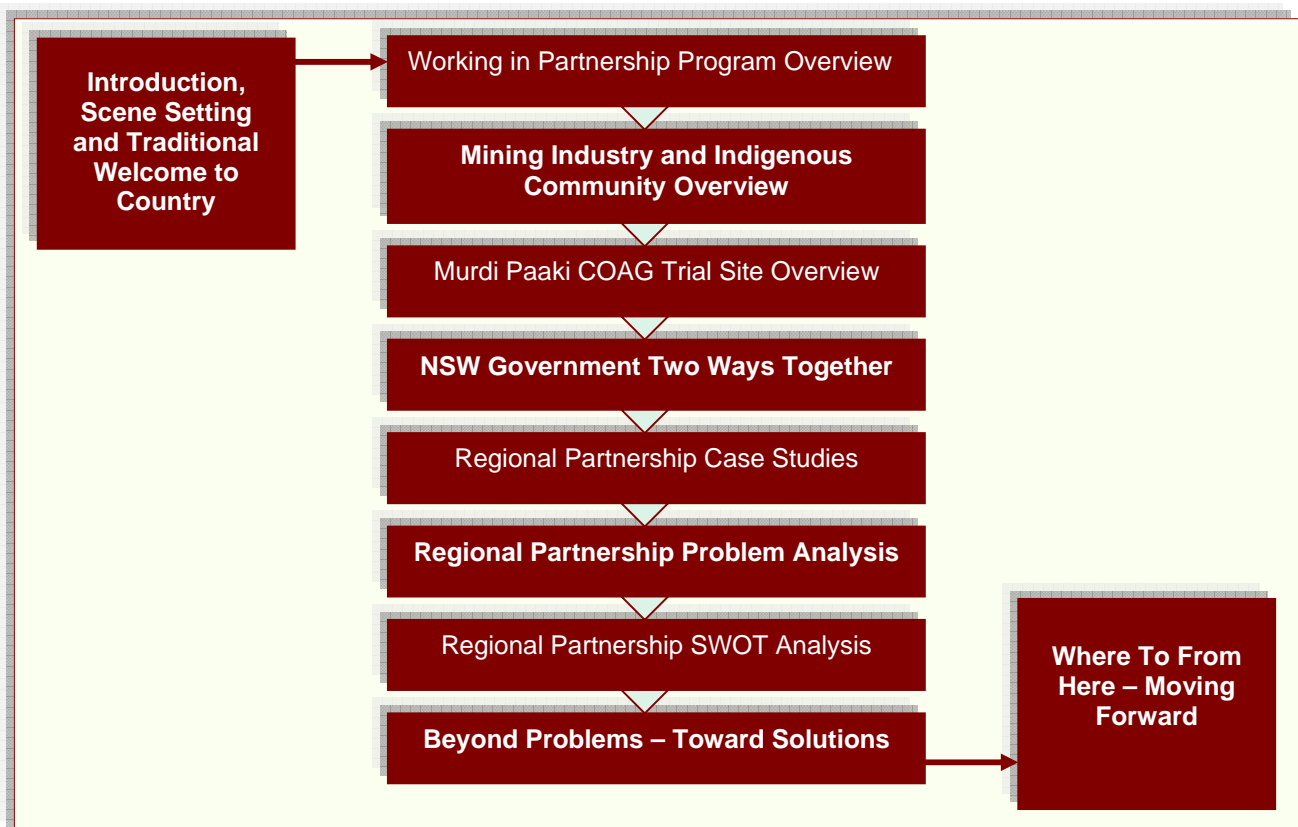 Introduction,
Scene Setting
and Traditional
Welcome to
Country
Working in Partnership Program Overview
Mining Industry and Indigenous
Community Overview
Murdi Paaki COAG Trial Site Overview
NSW Government Two Ways Together
Regional Partnership Case Studies
Regional Partnership Problem Analysis
Regional Partnership SWOT Analysis
Beyond Problems – Toward Solutions
Where To From
Here – Moving
Forward